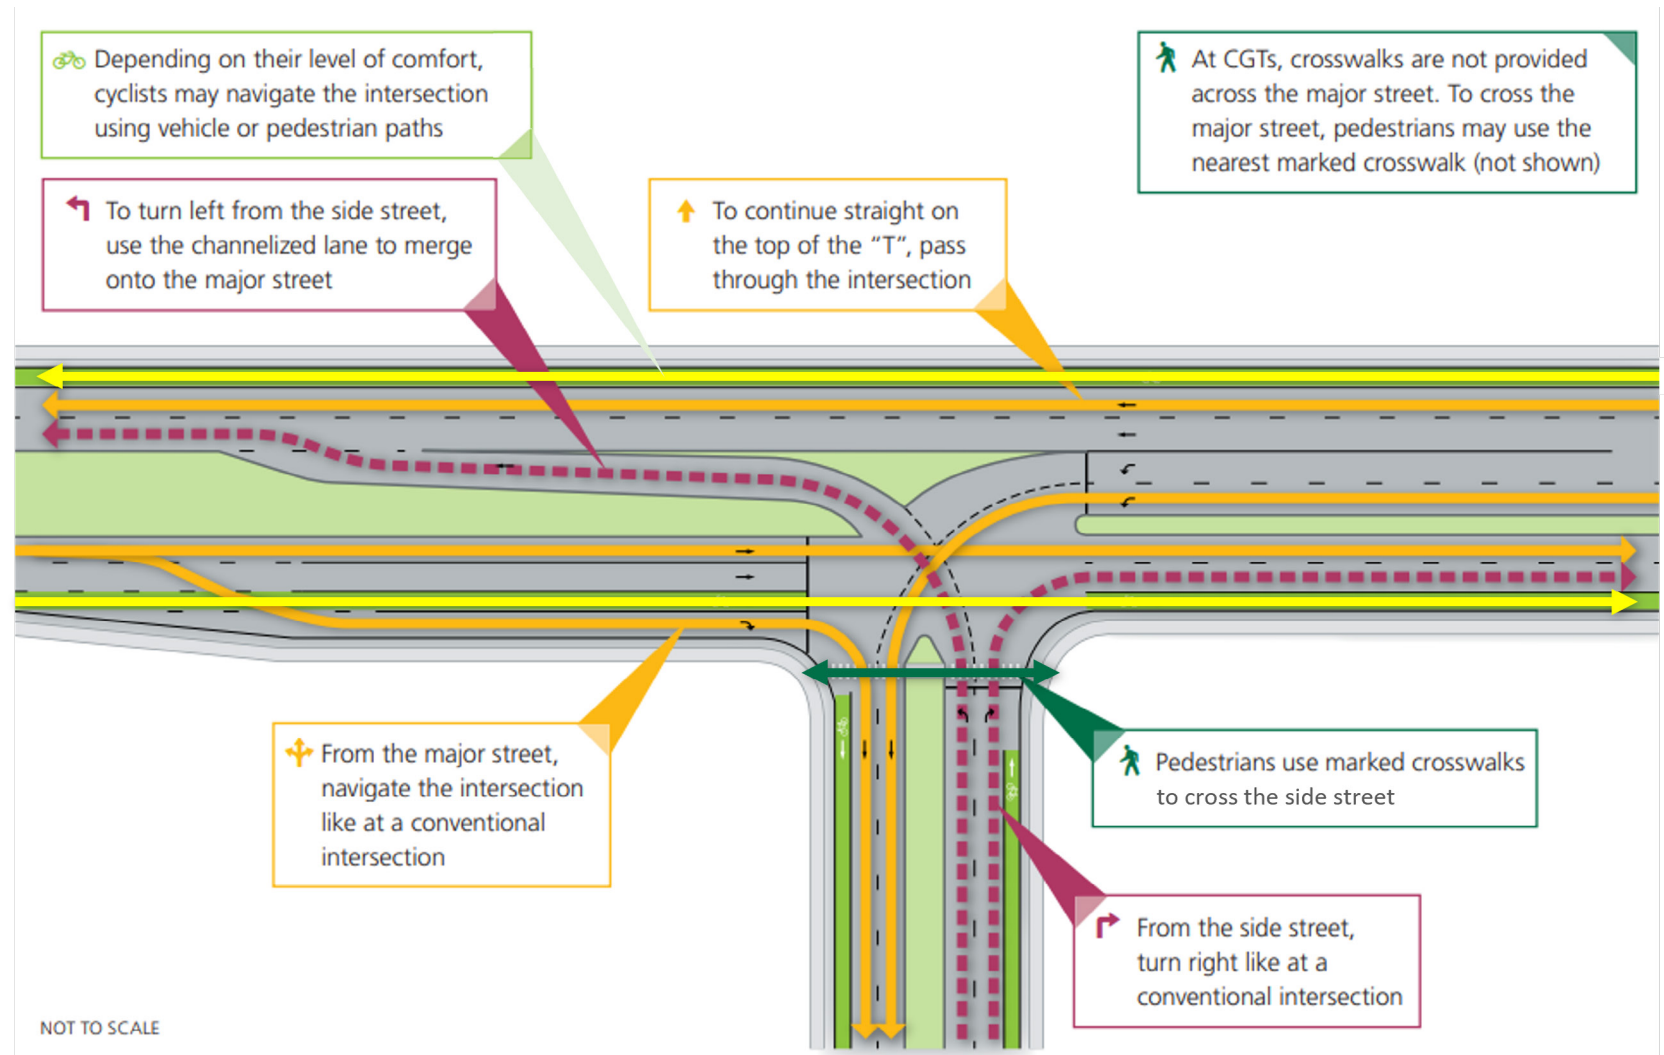 Depending on their level of comfort,
cyclists may navigate the intersection
using vehicle or pedestrian paths
At CGTs, crosswalks are not provided
across the major street. To cross the
major street, pedestrians may use the
nearest marked crosswalk (not shown)
To turn left from the side street,
use the channelized lane to merge
onto the major street
To continue straight on
the top of the “T”, pass
through the intersection
From the major street,
navigate the intersection
like at a conventional
intersection
Pedestrians use marked crosswalks
to cross the side street
From the side street,
turn right like at a
conventional intersection
NOT TO SCALE